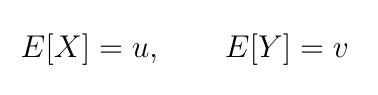 E[X] = u, E[Y] = v